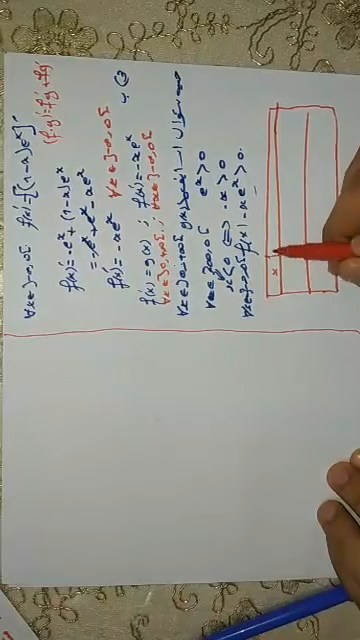 ∀x∈]-∞,0[ f'(x)=[(1-x)eˣ]'
(f·g)'=f'g+fg'
f'(x)=-eˣ+(1-x)eˣ
=-eˣ+eˣ-xeˣ
f'(x)=-xeˣ ∀x∈]-∞,0[
f'(x)=g(x) : f'(x)=-xeˣ
∀x∈]0,+∞[ : ∀x∈]-∞,0[
∀x∈]-∞,0[ eˣ>0
x<0 ⟺ -x>0
∀x∈]-∞,0[ f'(x)=-xeˣ>0.
x